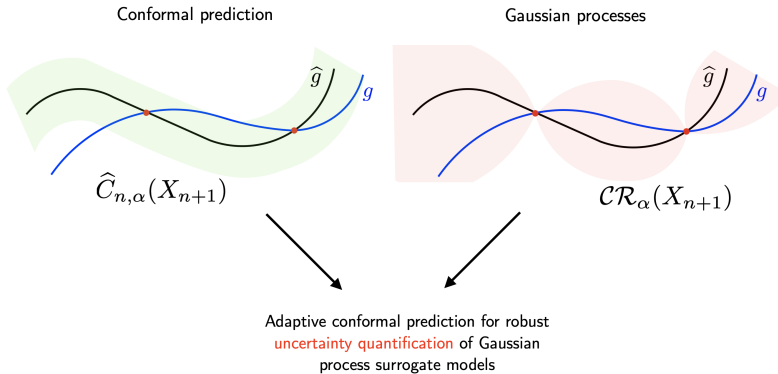 Conformal prediction
Gaussian processes
ĝ
g
ĝ
g
Ĉ_{n,α}(X_{n+1})
𝒞ℛ_α(X_{n+1})
Adaptive conformal prediction for robust
uncertainty quantification of Gaussian
process surrogate models